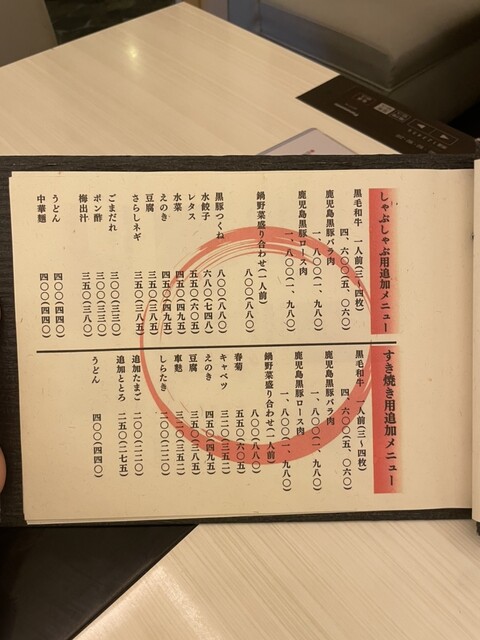 しゃぶしゃぶ用追加メニュー
黒毛和牛 一人前(三〜四枚)
四、六〇〇(五、〇六〇)
鹿児島黒豚バラ肉
一、八〇〇(一、九八〇)
鹿児島黒豚ロース肉
一、八〇〇(一、九八〇)
鍋野菜盛り合わせ(一人前)
八〇〇(八八〇)
黒豚つくね 八〇〇(八八〇)
水餃子 六八〇(七四八)
レタス 五五〇(六〇五)
水菜 四五〇(四九五)
えのき 四五〇(四九五)
豆腐 三五〇(三八五)
さらしネギ 三五〇(三八五)
ごまだれ 三〇〇(三三〇)
ポン酢 三〇〇(三三〇)
梅出汁 三五〇(三八〇)
うどん 四〇〇(四四〇)
中華麺 四〇〇(四四〇)
すき焼き用追加メニュー
黒毛和牛 一人前(三〜四枚)
四、六〇〇(五、〇六〇)
鹿児島黒豚バラ肉
一、八〇〇(一、九八〇)
鹿児島黒豚ロース肉
一、八〇〇(一、九八〇)
鍋野菜盛り合わせ(一人前)
八〇〇(八八〇)
春菊 五五〇(六〇五)
キャベツ 三二〇(三五二)
えのき 四五〇(四九五)
豆腐 三五〇(三八五)
車麩 三二〇(三五二)
しらたき 二〇〇(二二〇)
追加たまご 二〇〇(二二〇)
追加とろろ 二五〇(二七五)
うどん 四〇〇(四四〇)